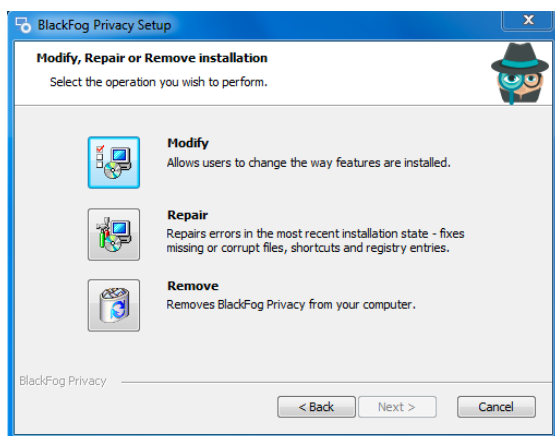 BlackFog Privacy Setup
X
Modify, Repair or Remove installation
Select the operation you wish to perform.
Modify
Allows users to change the way features are installed.
Repair
Repairs errors in the most recent installation state - fixes
missing or corrupt files, shortcuts and registry entries.
Remove
Removes BlackFog Privacy from your computer.
BlackFog Privacy
< Back Next > Cancel